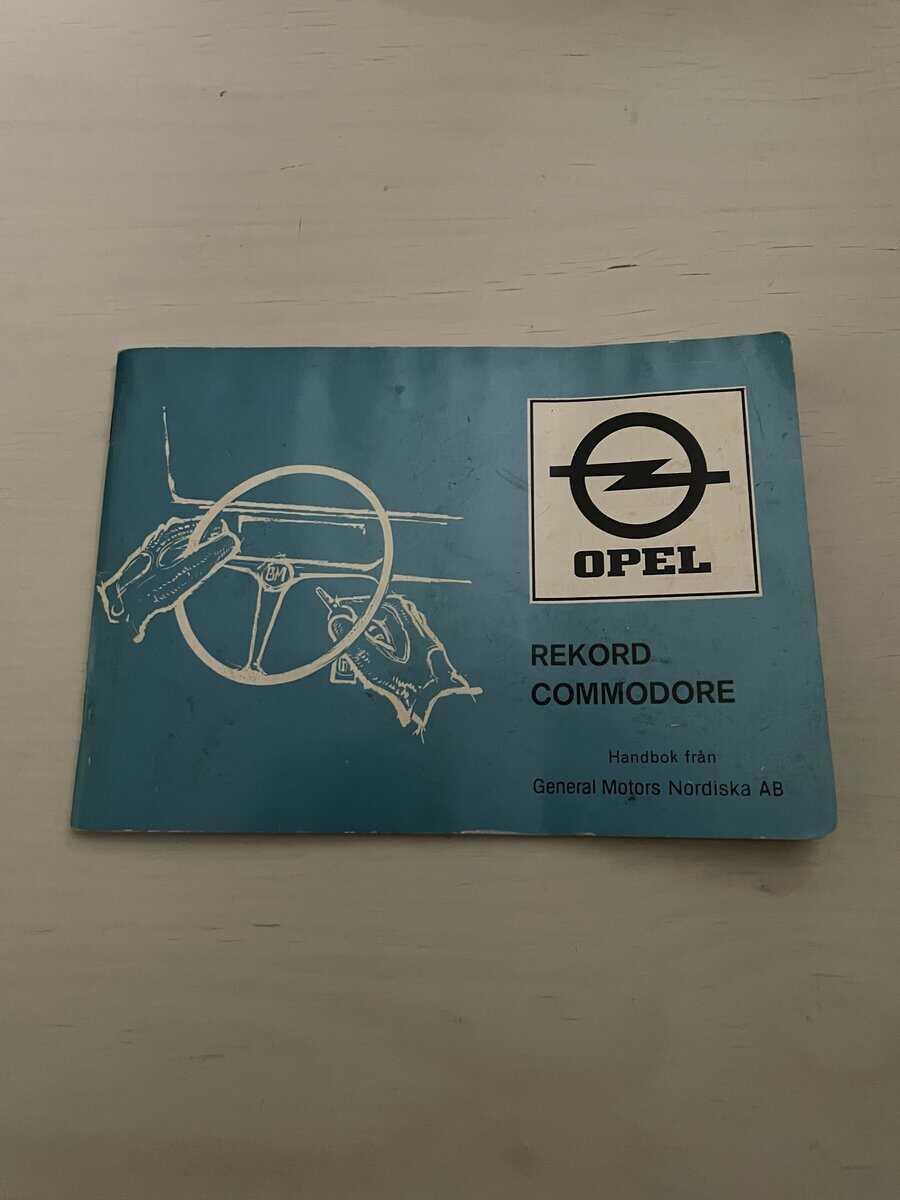 OPEL
REKORD
COMMODORE
Handbok från
General Motors Nordiska AB